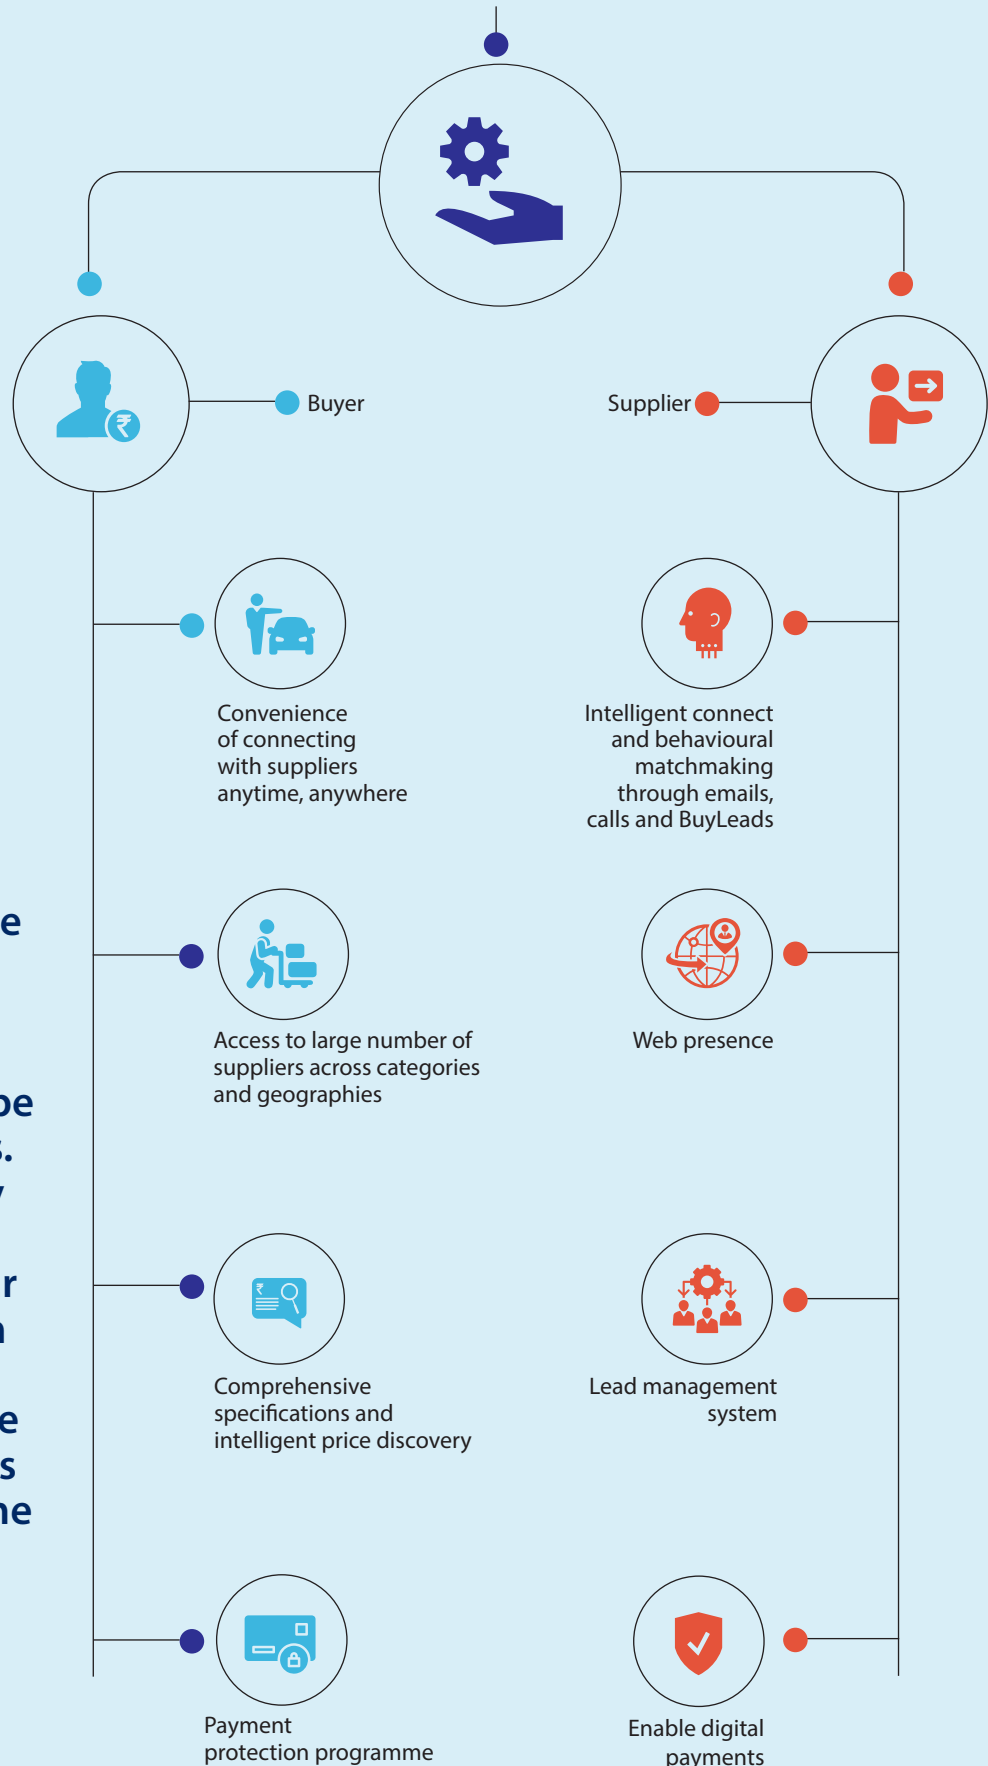 Buyer
Supplier
Convenience
of connecting
with suppliers
anytime, anywhere
Intelligent connect
and behavioural
matchmaking
through emails,
calls and BuyLeads
Access to large number of
suppliers across categories
and geographies
Web presence
Comprehensive
specifications and
intelligent price discovery
Lead management
system
Payment
protection programme
Enable digital
payments